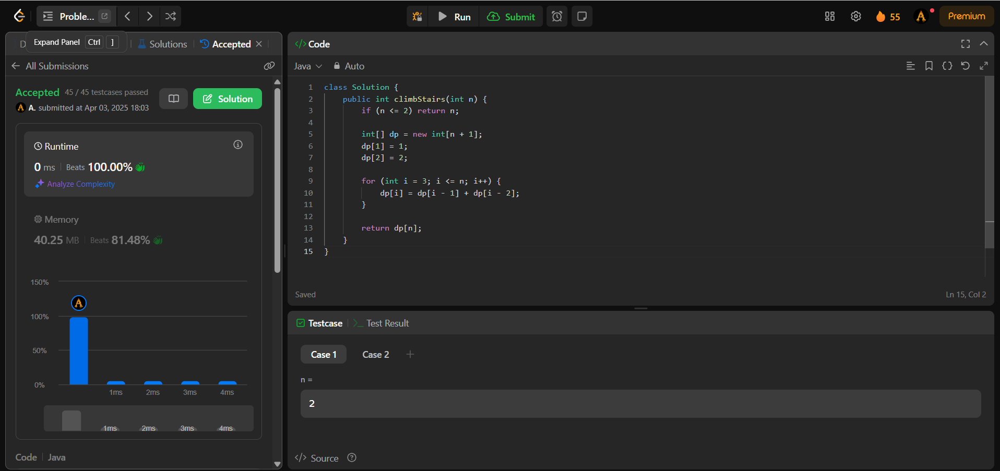 Proble...
Run
Submit
55
Premium
D
Expand Panel Ctrl ]
Solutions
Accepted
All Submissions
Accepted 45 / 45 testcases passed
A. submitted at Apr 03, 2025 18:03
Solution
Runtime
0 ms Beats 100.00%
Analyze Complexity
Memory
40.25 MB Beats 81.48%
150%
100%
50%
0%
1ms 2ms 3ms 4ms
1ms 2ms 3ms 4ms
Code Java
</> Code
Java Auto
1 class Solution {
2 public int climbStairs(int n) {
3 if (n <= 2) return n;
4
5 int[] dp = new int[n + 1];
6 dp[1] = 1;
7 dp[2] = 2;
8
9 for (int i = 3; i <= n; i++) {
10 dp[i] = dp[i - 1] + dp[i - 2];
11 }
12
13 return dp[n];
14 }
15 }
Saved
Ln 15, Col 2
Testcase
Test Result
Case 1 Case 2 +
n =
2
</> Source